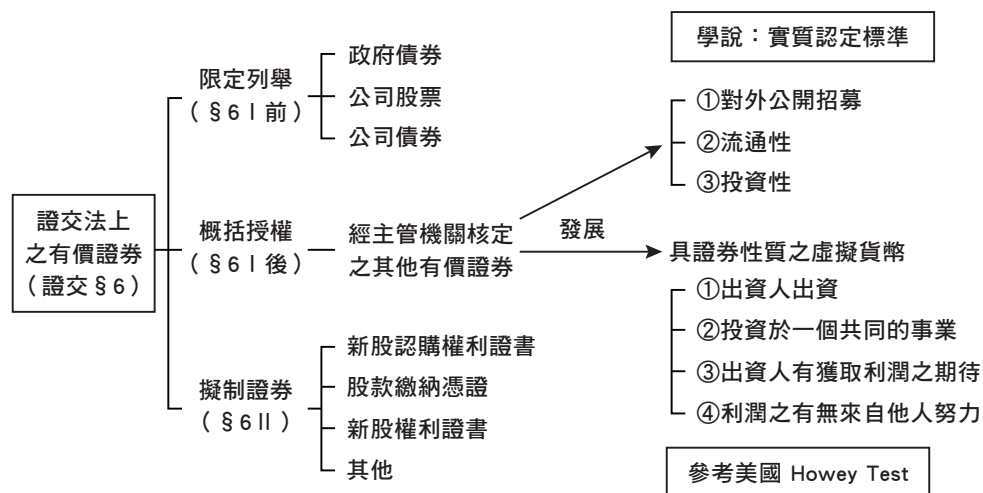 學說：實質認定標準
證交法上
之有價證券
（證交§6）
限定列舉
（§6Ⅰ前）
政府債券
公司股票
公司債券
概括授權
（§6Ⅰ後）
經主管機關核定
之其他有價證券
①對外公開招募
②流通性
③投資性
發展
具證券性質之虛擬貨幣
①出資人出資
②投資於一個共同的事業
③出資人有獲取利潤之期待
④利潤之有無來自他人努力
參考美國 Howey Test
擬制證券
（§6Ⅱ）
新股認購權利證書
股款繳納憑證
新股權利證書
其他